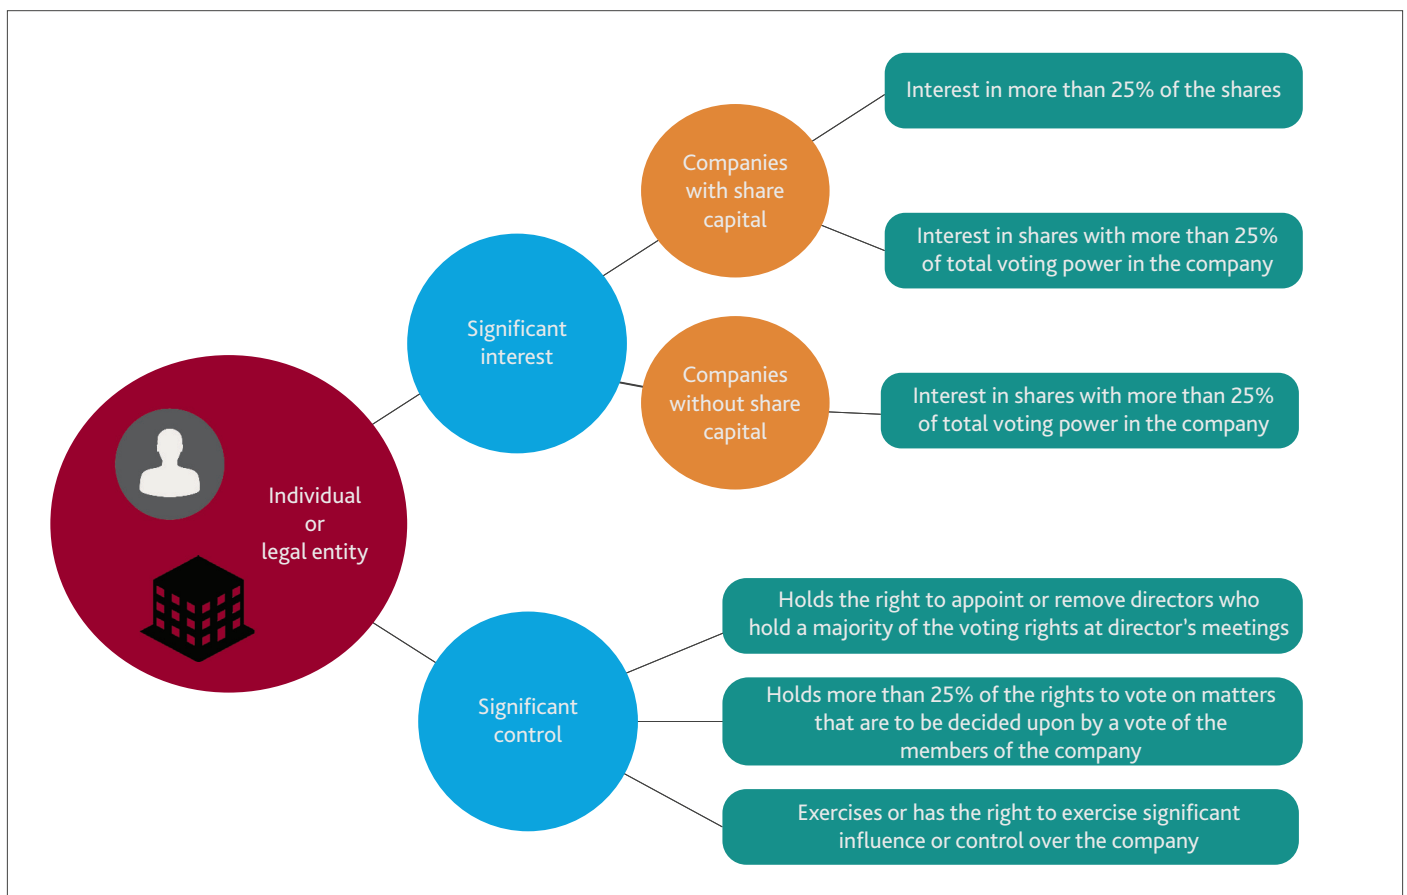 Individual
or
legal entity
Significant
interest
Companies
with share
capital
Interest in more than 25% of the shares
Interest in shares with more than 25%
of total voting power in the company
Companies
without share
capital
Interest in shares with more than 25%
of total voting power in the company
Significant
control
Holds the right to appoint or remove directors who
hold a majority of the voting rights at director's meetings
Holds more than 25% of the rights to vote on matters
that are to be decided upon by a vote of the
members of the company
Exercises or has the right to exercise significant
influence or control over the company